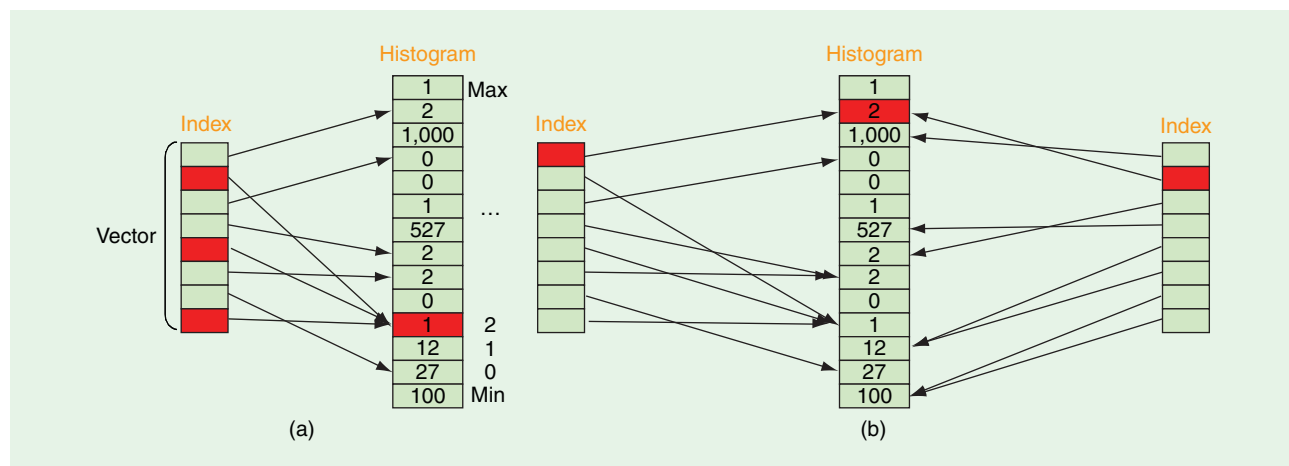 Histogram
Index
Vector
1 Max
2
1,000
0
0
1 ...
527
2
2
0
1 2
12 1
27 0
100 Min
(a)
Histogram
Index
Index
1
2
1,000
0
0
1
527
2
2
0
1
12
27
100
(b)